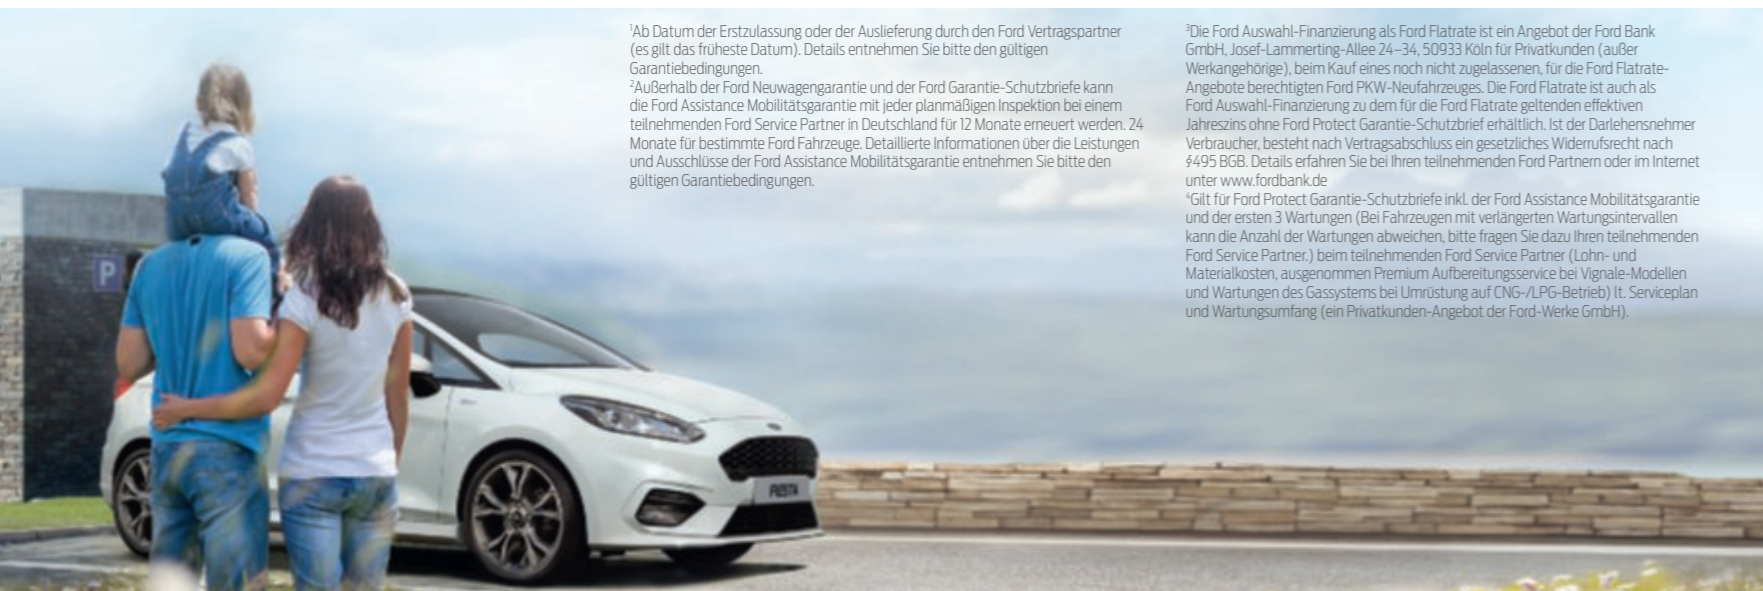 ¹Ab Datum der Erstzulassung oder der Auslieferung durch den Ford Vertragspartner
(es gilt das früheste Datum). Details entnehmen Sie bitte den gültigen
Garantiebedingungen.
²Außerhalb der Ford Neuwagengarantie und der Ford Garantie-Schutzbriefe kann
die Ford Assistance Mobilitätsgarantie mit jeder planmäßigen Inspektion bei einem
teilnehmenden Ford Service Partner in Deutschland für 12 Monate erneuert werden. 24
Monate für bestimmte Ford Fahrzeuge. Detaillierte Informationen über die Leistungen
und Ausschlüsse der Ford Assistance Mobilitätsgarantie entnehmen Sie bitte den
gültigen Garantiebedingungen.
³Die Ford Auswahl-Finanzierung als Ford Flatrate ist ein Angebot der Ford Bank
GmbH, Josef-Lammerting-Allee 24–34, 50933 Köln für Privatkunden (außer
Werkangehörige), beim Kauf eines noch nicht zugelassenen, für die Ford Flatrate-
Angebote berechtigten Ford PKW-Neufahrzeuges. Die Ford Flatrate ist auch als
Ford Auswahl-Finanzierung zu dem für die Ford Flatrate geltenden effektiven
Jahreszins ohne Ford Protect Garantie-Schutzbrief erhältlich. Ist der Darlehensnehmer
Verbraucher, besteht nach Vertragsabschluss ein gesetzliches Widerrufsrecht nach
§495 BGB. Details erfahren Sie bei Ihren teilnehmenden Ford Partnern oder im Internet
unter www.fordbank.de
⁴Gilt für Ford Protect Garantie-Schutzbriefe inkl. der Ford Assistance Mobilitätsgarantie
und der ersten 3 Wartungen (Bei Fahrzeugen mit verlängerten Wartungsintervallen
kann die Anzahl der Wartungen abweichen, bitte fragen Sie dazu Ihren teilnehmenden
Ford Service Partner.) beim teilnehmenden Ford Service Partner (Lohn- und
Materialkosten, ausgenommen Premium Aufbereitungsservice bei Vignale-Modellen
und Wartungen des Gassystems bei Umrüstung auf CNG-/LPG-Betrieb) lt. Serviceplan
und Wartungsumfang (ein Privatkunden-Angebot der Ford-Werke GmbH).
P
FIESTA